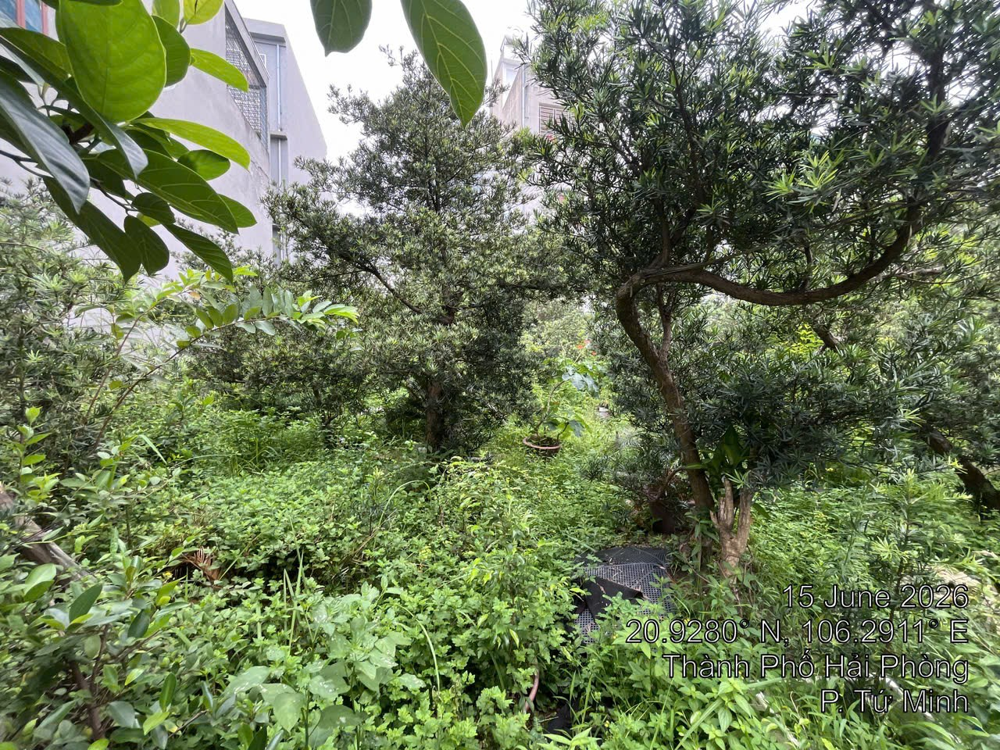 15 June 2026
20.9280° N, 106.2911° E
Thành Phố Hải Phòng
P. Tứ Minh